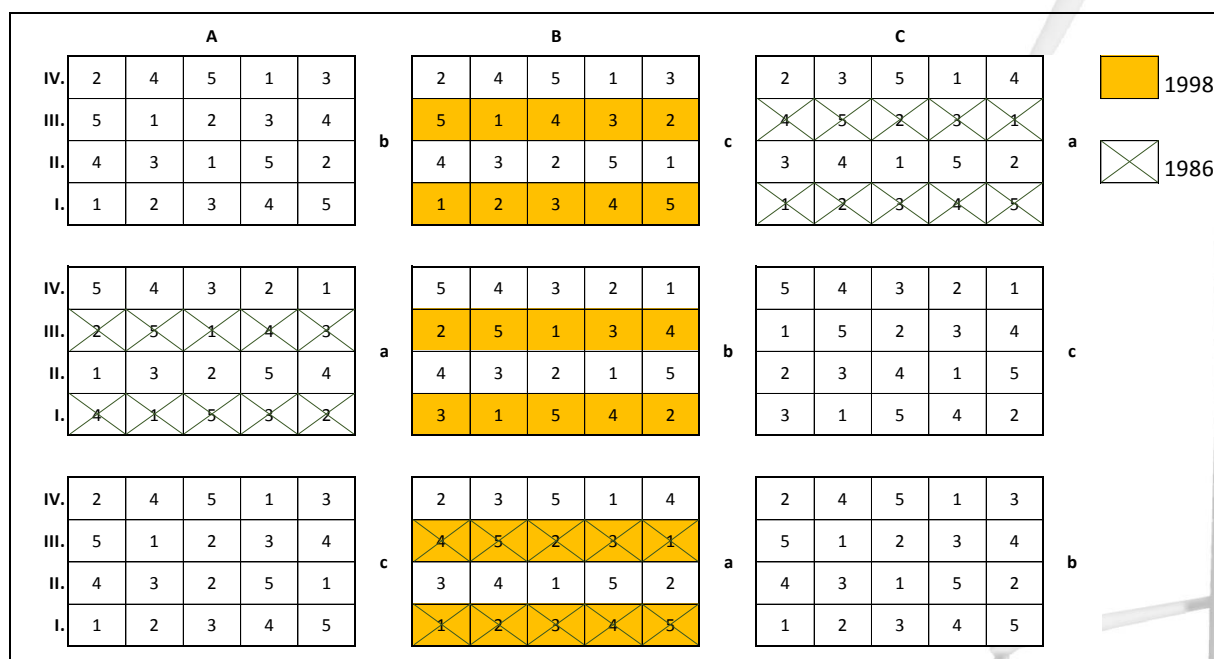 A B C
IV. 2 4 5 1 3 2 4 5 1 3 2 3 5 1 4
1998
III. 5 1 2 3 4 5 1 4 3 2 4 5 2 3 1
b c a
II. 4 3 1 5 2 4 3 2 5 1 3 4 1 5 2
1986
I. 1 2 3 4 5 1 2 3 4 5 1 2 3 4 5
IV. 5 4 3 2 1 5 4 3 2 1 5 4 3 2 1
III. 2 5 1 4 3 2 5 1 3 4 1 5 2 3 4
a b c
II. 1 3 2 5 4 4 3 2 1 5 2 3 4 1 5
I. 4 1 5 3 2 3 1 5 4 2 3 1 5 4 2
IV. 2 4 5 1 3 2 3 5 1 4 2 4 5 1 3
III. 5 1 2 3 4 4 5 2 3 1 5 1 2 3 4
c a b
II. 4 3 2 5 1 3 4 1 5 2 4 3 1 5 2
I. 1 2 3 4 5 1 2 3 4 5 1 2 3 4 5